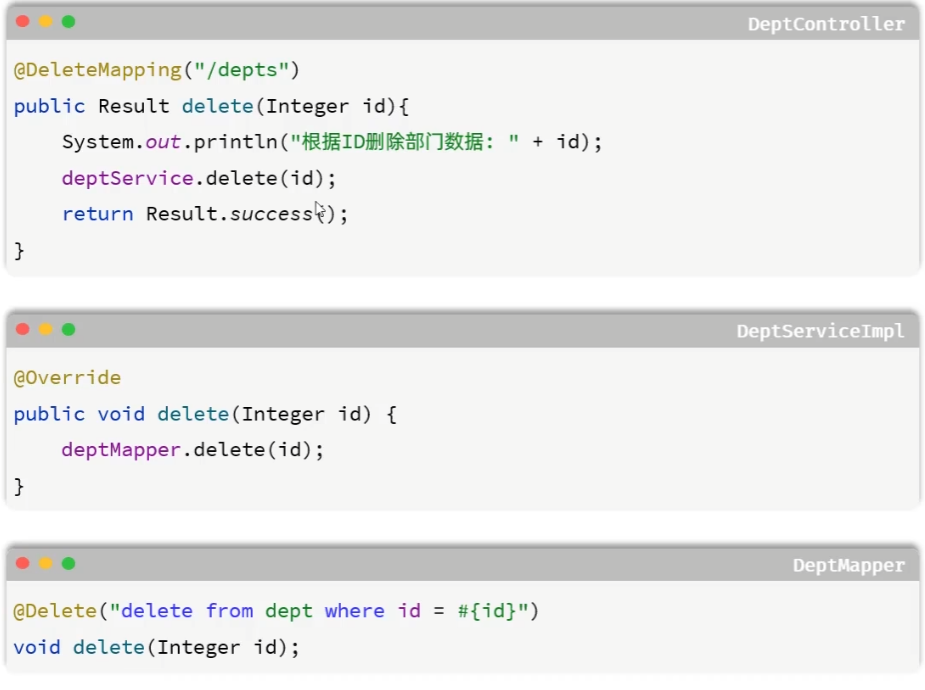 DeptController
@DeleteMapping("/depts")
public Result delete(Integer id){
    System.out.println("根据ID删除部门数据: " + id);
    deptService.delete(id);
    return Result.success();
}
DeptServiceImpl
@Override
public void delete(Integer id) {
    deptMapper.delete(id);
}
DeptMapper
@Delete("delete from dept where id = #{id}")
void delete(Integer id);